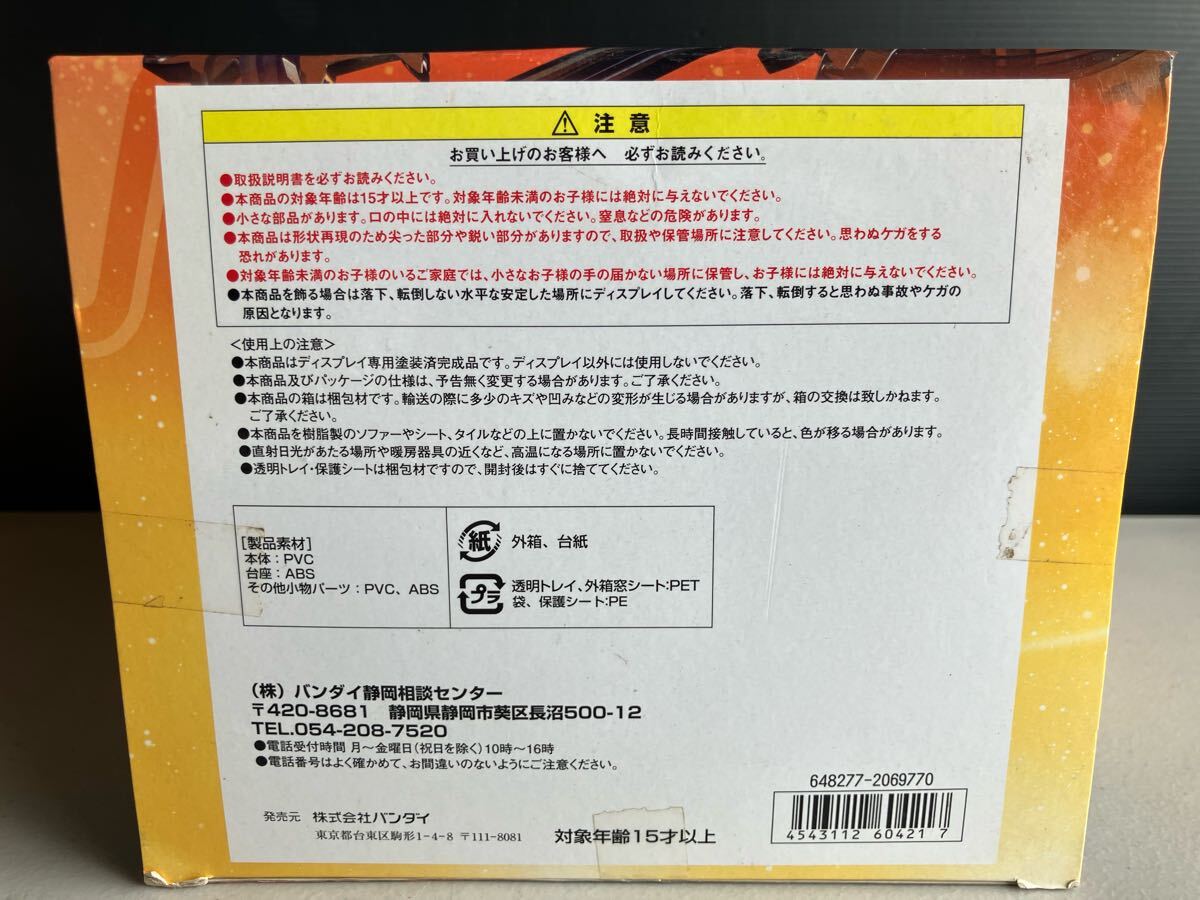 ⚠ 注意
お買い上げのお客様へ 必ずお読みください。
●取扱説明書を必ずお読みください。
●本商品の対象年齢は15才以上です。対象年齢未満のお子様には絶対に与えないでください。
●小さな部品があります。口の中には絶対に入れないでください。窒息などの危険があります。
●本商品は形状再現のため尖った部分や鋭い部分がありますので、取扱や保管場所に注意してください。思わぬケガをする
恐れがあります。
●対象年齢未満のお子様のいるご家庭では、小さなお子様の手の届かない場所に保管し、お子様には絶対に与えないでください。
●本商品を飾る場合は落下、転倒しない水平な安定した場所にディスプレイしてください。落下、転倒すると思わぬ事故やケガの
原因となります。
＜使用上の注意＞
●本商品はディスプレイ専用塗装済完成品です。ディスプレイ以外には使用しないでください。
●本商品及びパッケージの仕様は、予告無く変更する場合があります。ご了承ください。
●本商品の箱は梱包材です。輸送の際に多少のキズや凹みなどの変形が生じる場合がありますが、箱の交換は致しかねます。
ご了承ください。
●本商品を樹脂製のソファーやシート、タイルなどの上に置かないでください。長時間接触していると、色が移る場合があります。
●直射日光があたる場所や暖房器具の近くなど、高温になる場所に置かないでください。
●透明トレイ・保護シートは梱包材ですので、開封後はすぐに捨ててください。
[製品素材]
本体：PVC
台座：ABS
その他小物パーツ：PVC、ABS
紙 外箱、台紙
プラ 透明トレイ、外箱窓シート:PET
袋、保護シート:PE
（株）バンダイ静岡相談センター
〒420-8681 静岡県静岡市葵区長沼500-12
TEL.054-208-7520
●電話受付時間 月〜金曜日(祝日を除く)10時〜16時
●電話番号はよく確かめて、お間違いのないようにご注意ください。
発売元 株式会社バンダイ
東京都台東区駒形1-4-8 〒111-8081
対象年齢15才以上
648277-2069770
4543112 604217